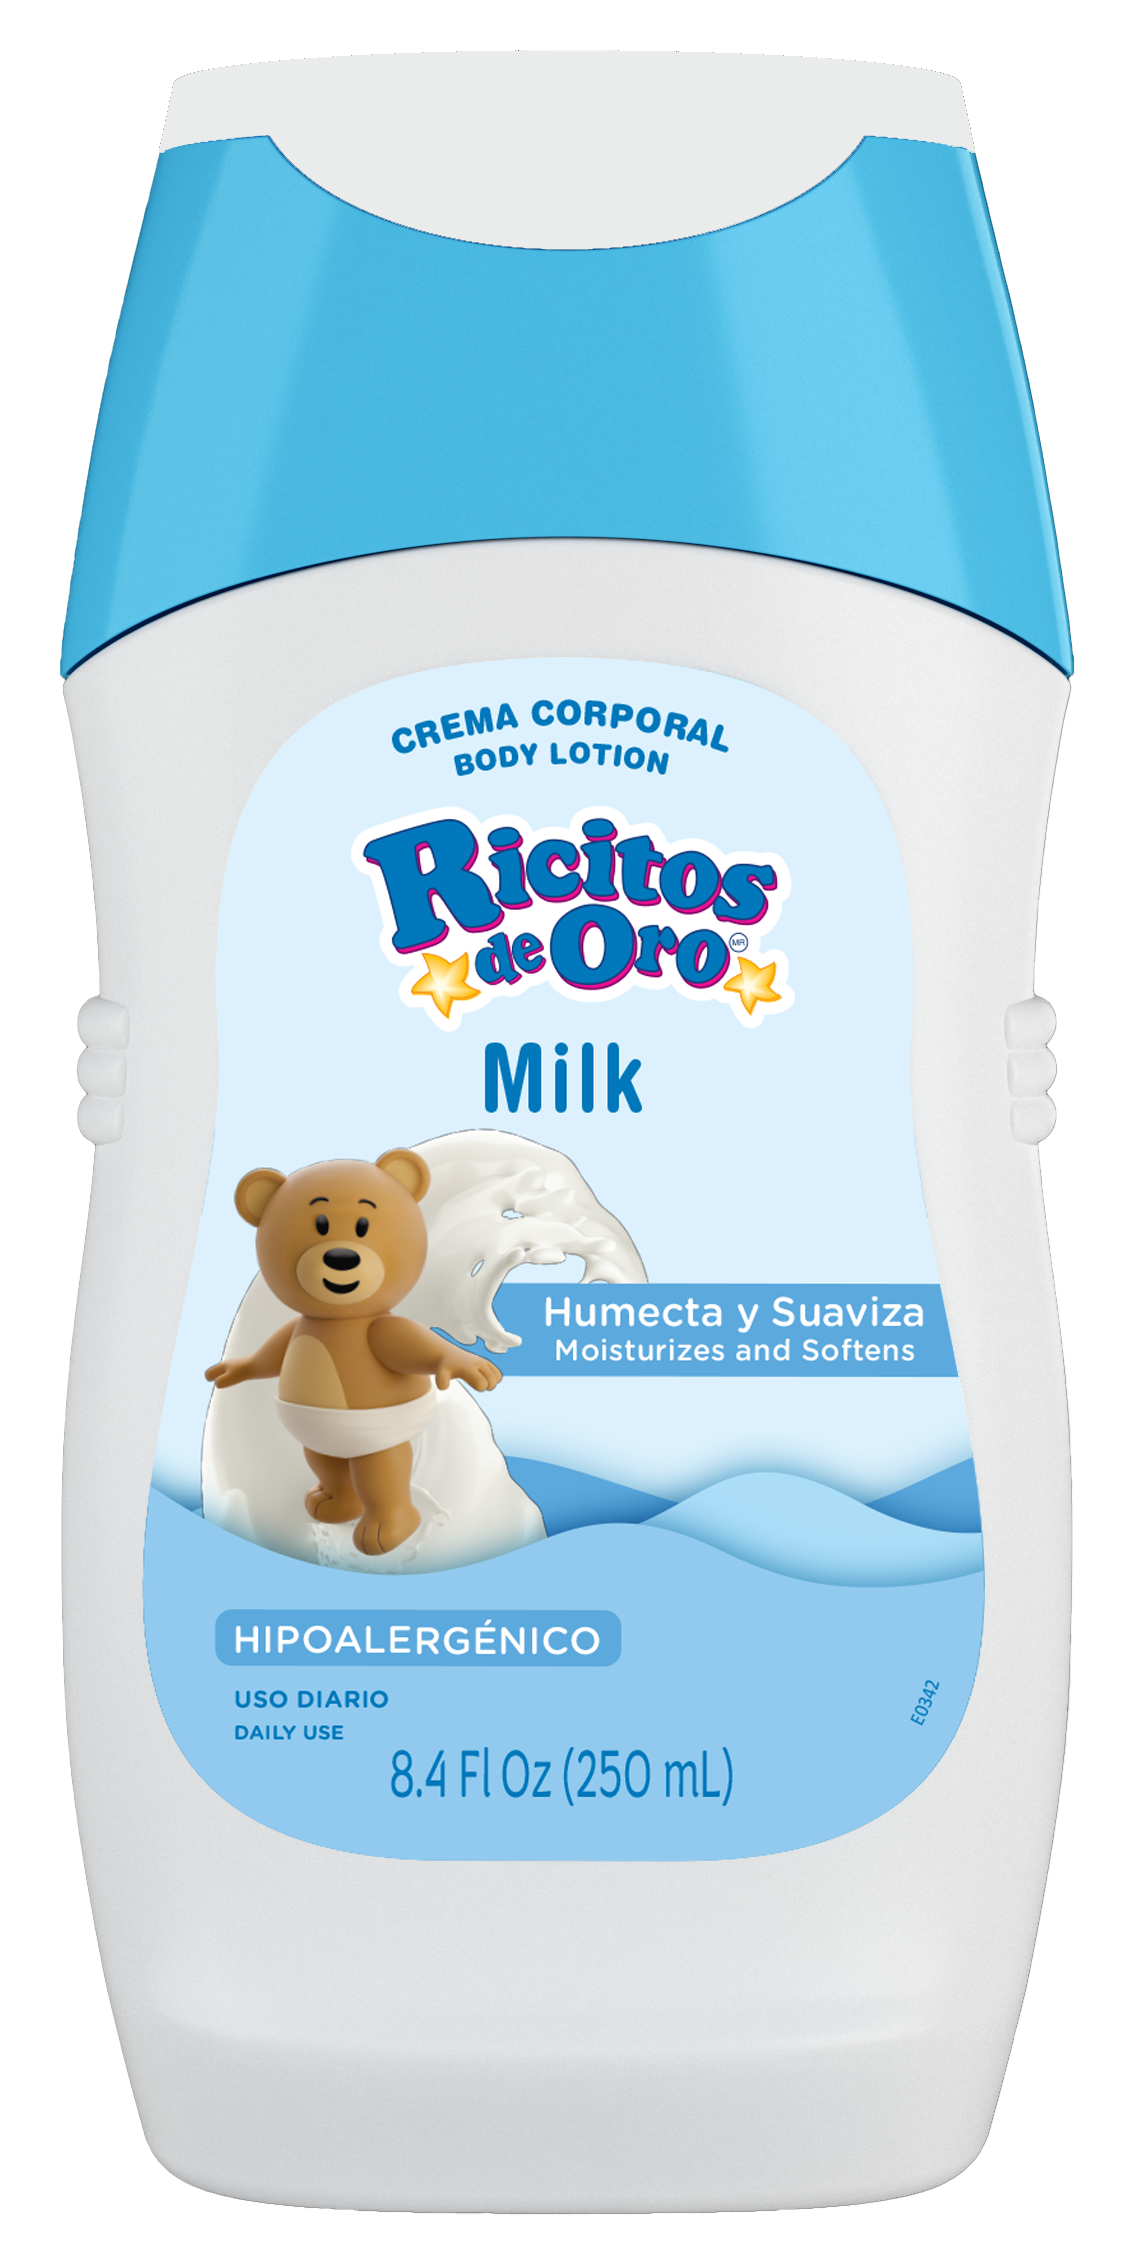 CREMA CORPORAL
BODY LOTION
Ricitos
de Oro MR
Milk
Humecta y Suaviza
Moisturizes and Softens
HIPOALERGÉNICO
USO DIARIO
DAILY USE
E0342
8.4 Fl Oz (250 mL)